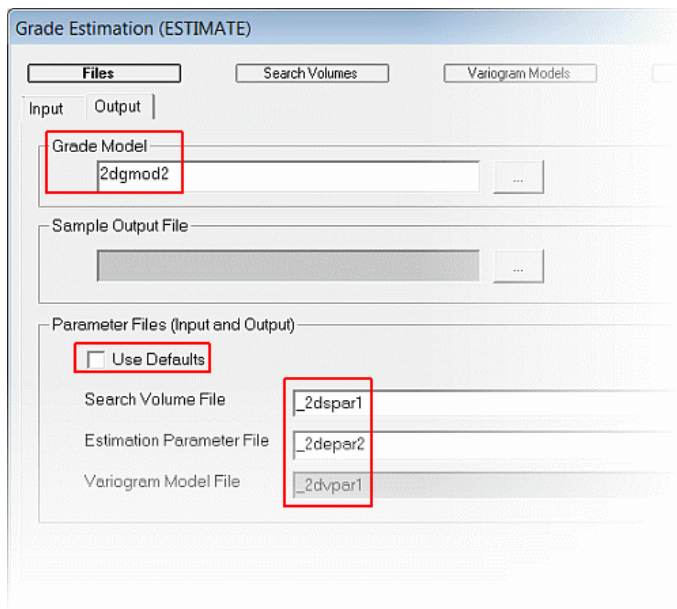 Grade Estimation (ESTIMATE)
Files Search Volumes Variogram Models
Input Output
Grade Model
2dgmod2 ...
Sample Output File
...
Parameter Files (Input and Output)
Use Defaults
Search Volume File _2dspar1
Estimation Parameter File _2depar2
Variogram Model File _2dvpar1